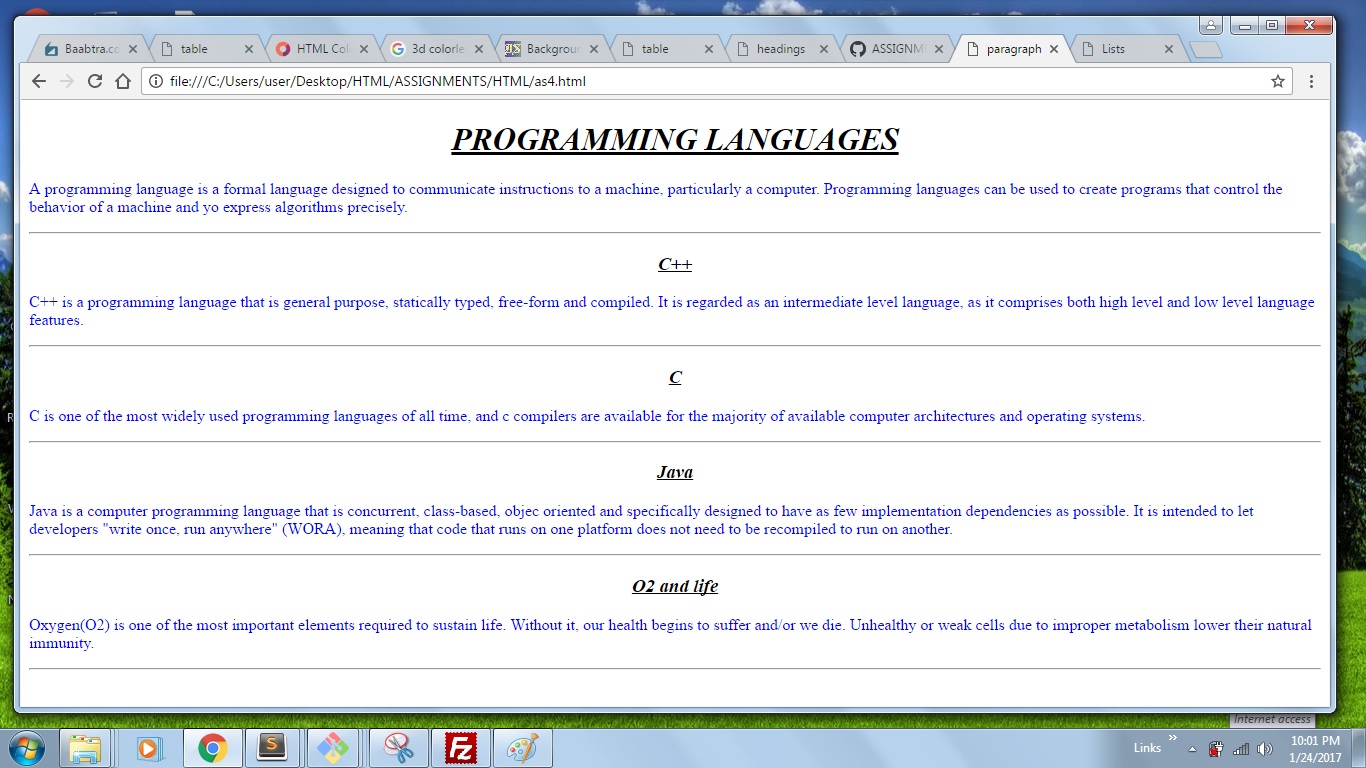 Baabtra.co
table
HTML Col
3d colorle
Backgroun
table
headings
ASSIGNM
paragraph
Lists
file:///C:/Users/user/Desktop/HTML/ASSIGNMENTS/HTML/as4.html
PROGRAMMING LANGUAGES
A programming language is a formal language designed to communicate instructions to a machine, particularly a computer. Programming languages can be used to create programs that control the
behavior of a machine and yo express algorithms precisely.
C++
C++ is a programming language that is general purpose, statically typed, free-form and compiled. It is regarded as an intermediate level language, as it comprises both high level and low level language
features.
C
C is one of the most widely used programming languages of all time, and c compilers are available for the majority of available computer architectures and operating systems.
Java
Java is a computer programming language that is concurrent, class-based, objec oriented and specifically designed to have as few implementation dependencies as possible. It is intended to let
developers "write once, run anywhere" (WORA), meaning that code that runs on one platform does not need to be recompiled to run on another.
O2 and life
Oxygen(O2) is one of the most important elements required to sustain life. Without it, our health begins to suffer and/or we die. Unhealthy or weak cells due to improper metabolism lower their natural
immunity.
Internet access
Links
10:01 PM
1/24/2017